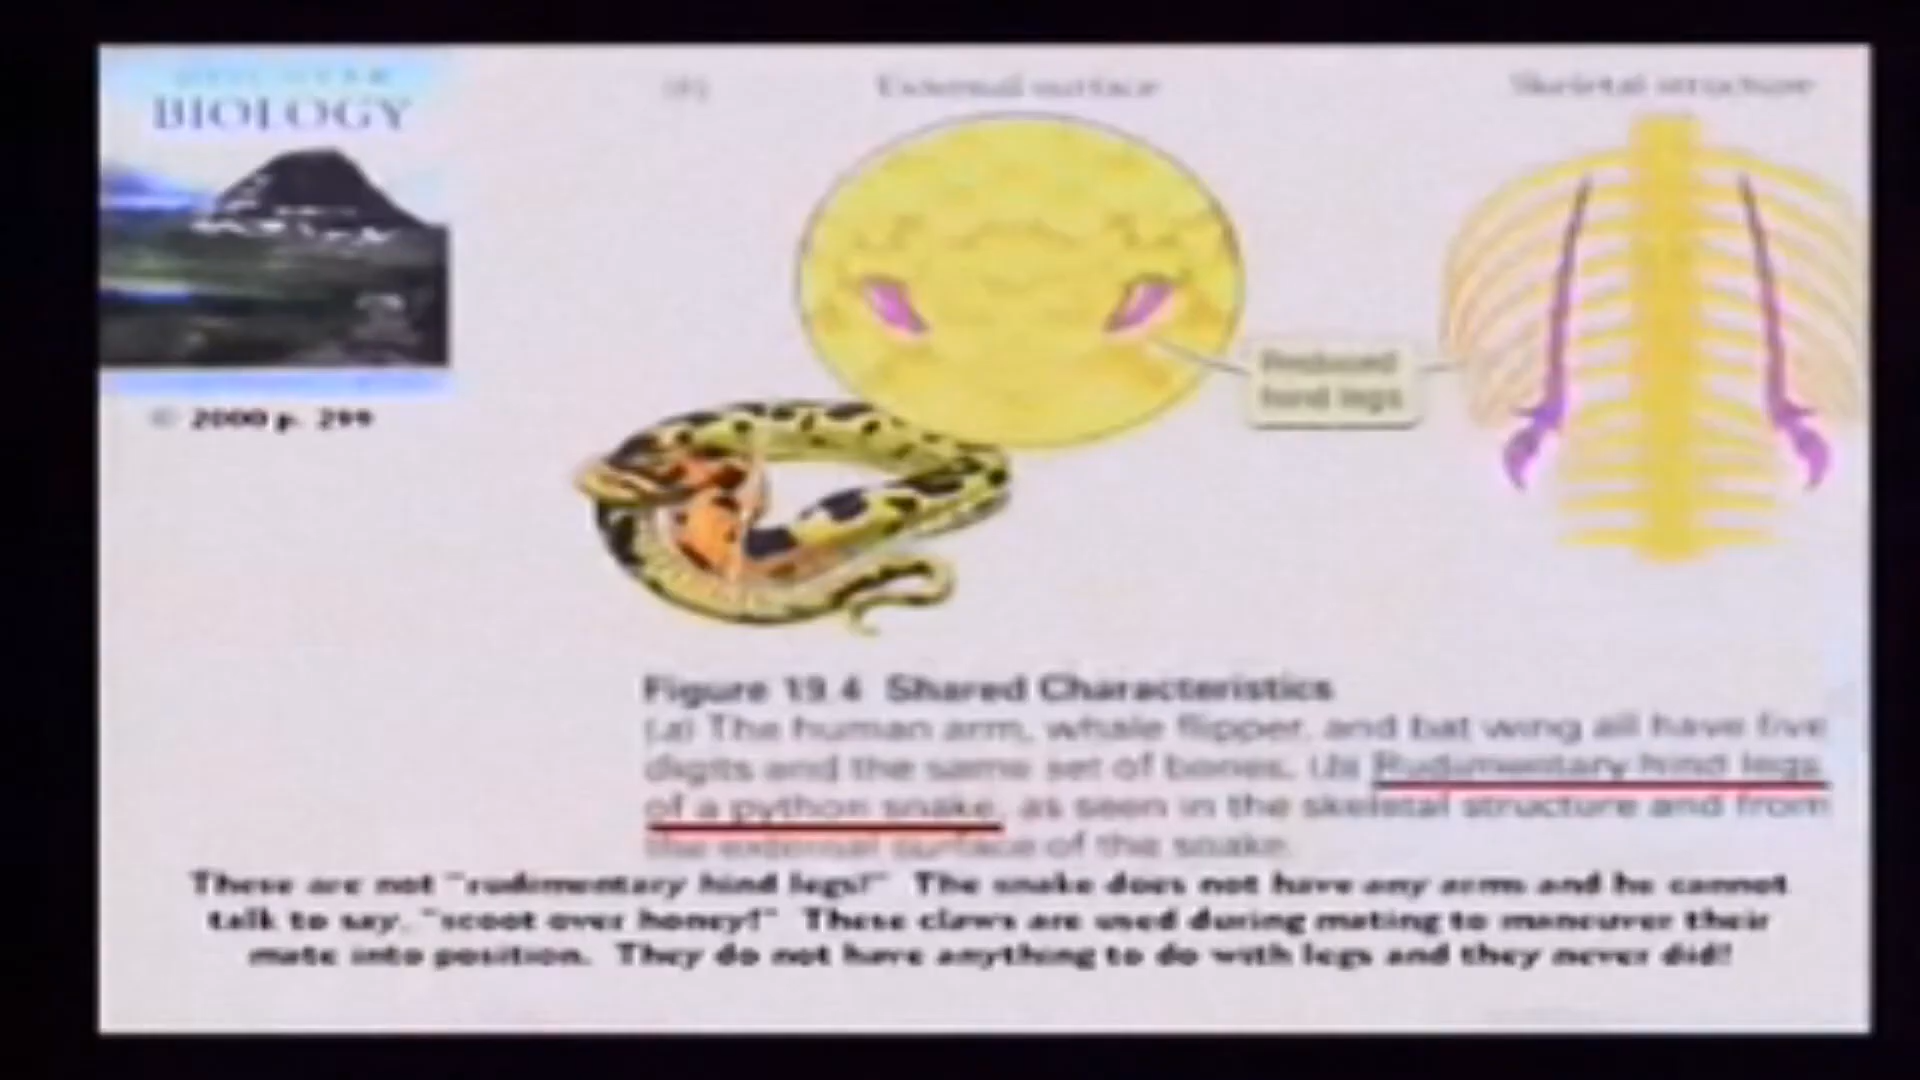 DISCOVER
BIOLOGY
© 2000 p. 299
(b)
External surface
Skeletal structure
Reduced
hind legs
Figure 19.4 Shared Characteristics
(a) The human arm, whale flipper, and bat wing all have five
digits and the same set of bones. (b) Rudimentary hind legs
of a python snake, as seen in the skeletal structure and from
the external surface of the snake.
These are not "rudimentary hind legs!" The snake does not have any arms and he cannot
talk to say, "scoot over honey!" These claws are used during mating to maneuver their
mate into position. They do not have anything to do with legs and they never did!